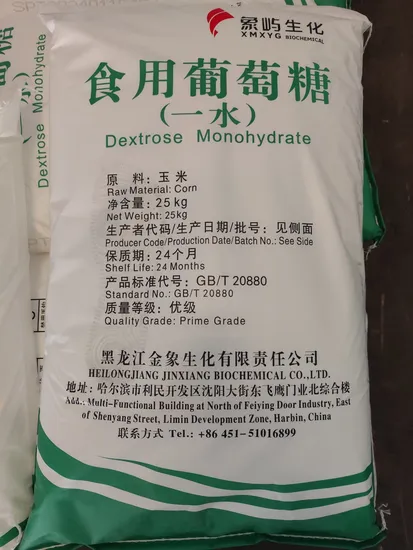 象屿生化
XMXYG BIOCHEMICAL
食用葡萄糖
(一水)
Dextrose Monohydrate
原 料: 玉米
Raw Material: Corn
净含量: 25 kg
Net Weight: 25kg
生产者代码/生产日期/批号: 见侧面
Producer Code/Production Date/Batch No.: See Side
保质期: 24个月
Shelf Life: 24 Months
产品标准代号: GB/T 20880
Standard No.: GB/T 20880
质量等级: 优级
Quality Grade: Prime Grade
黑龙江金象生化有限责任公司
HEILONGJIANG JINXIANG BIOCHEMICAL CO.,LTD.
地址: 哈尔滨市利民开发区沈阳大街东飞鹰门业北综合楼
Add.: Multi-Functional Building at North of Feiying Door Industry, East
of Shenyang Street, Limin Development Zone, Harbin, China
联系方式 Tel.: +86 451-51016899